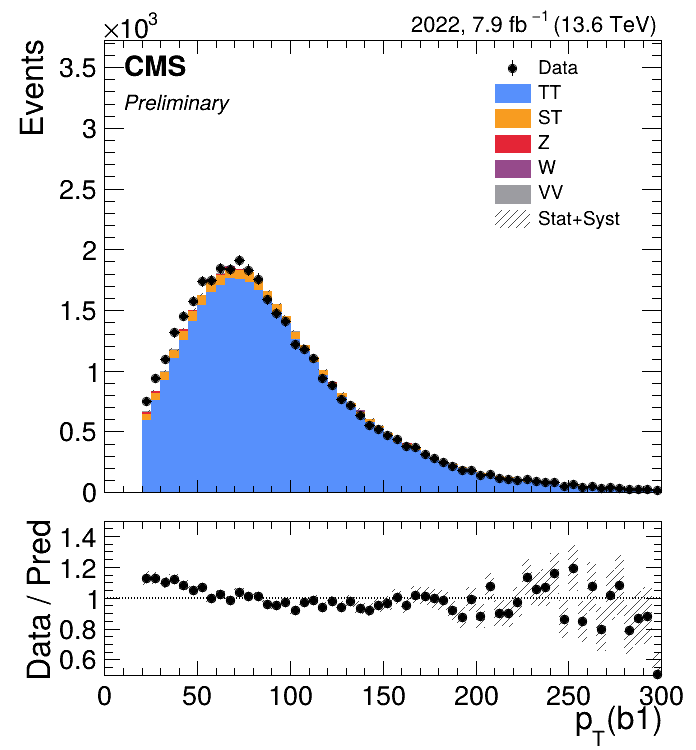 ×10³ 2022, 7.9 fb⁻¹ (13.6 TeV)
Events
CMS
Preliminary
Data
TT
ST
Z
W
VV
Stat+Syst
3.5
3
2.5
2
1.5
1
0.5
0
Data / Pred
1.4
1.2
1
0.8
0.6
0 50 100 150 200 250 300
p_T(b1)